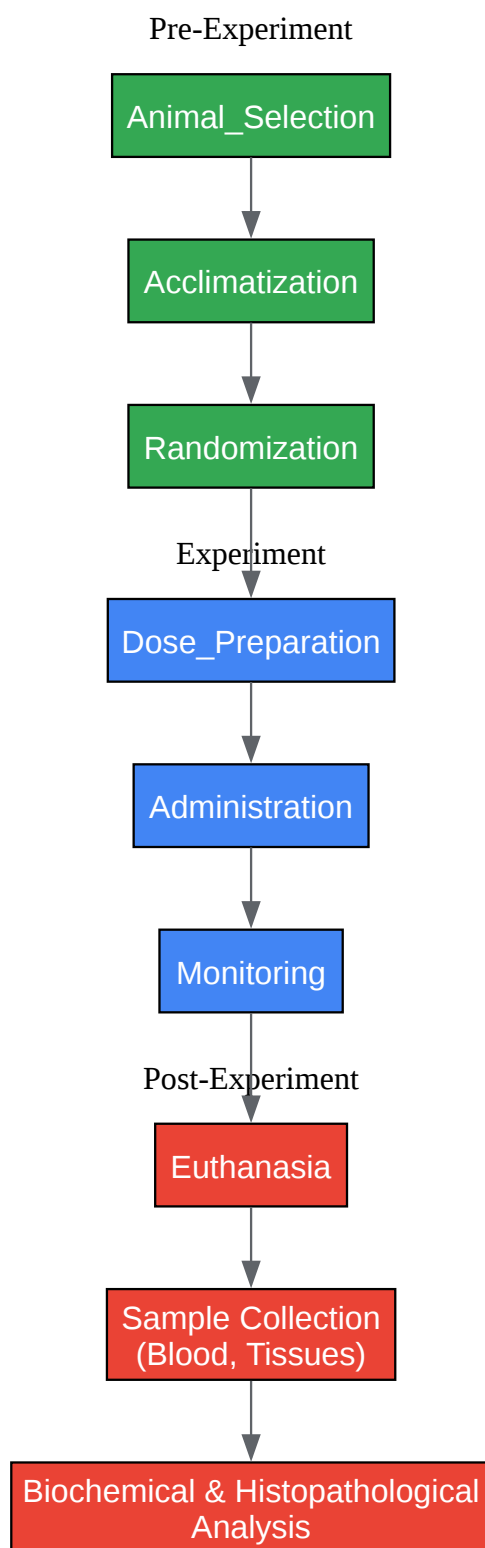 Pre-Experiment
Animal_Selection
Acclimatization
Randomization
Experiment
Dose_Preparation
Administration
Monitoring
Post-Experiment
Euthanasia
Sample Collection
(Blood, Tissues)
Biochemical & Histopathological
Analysis